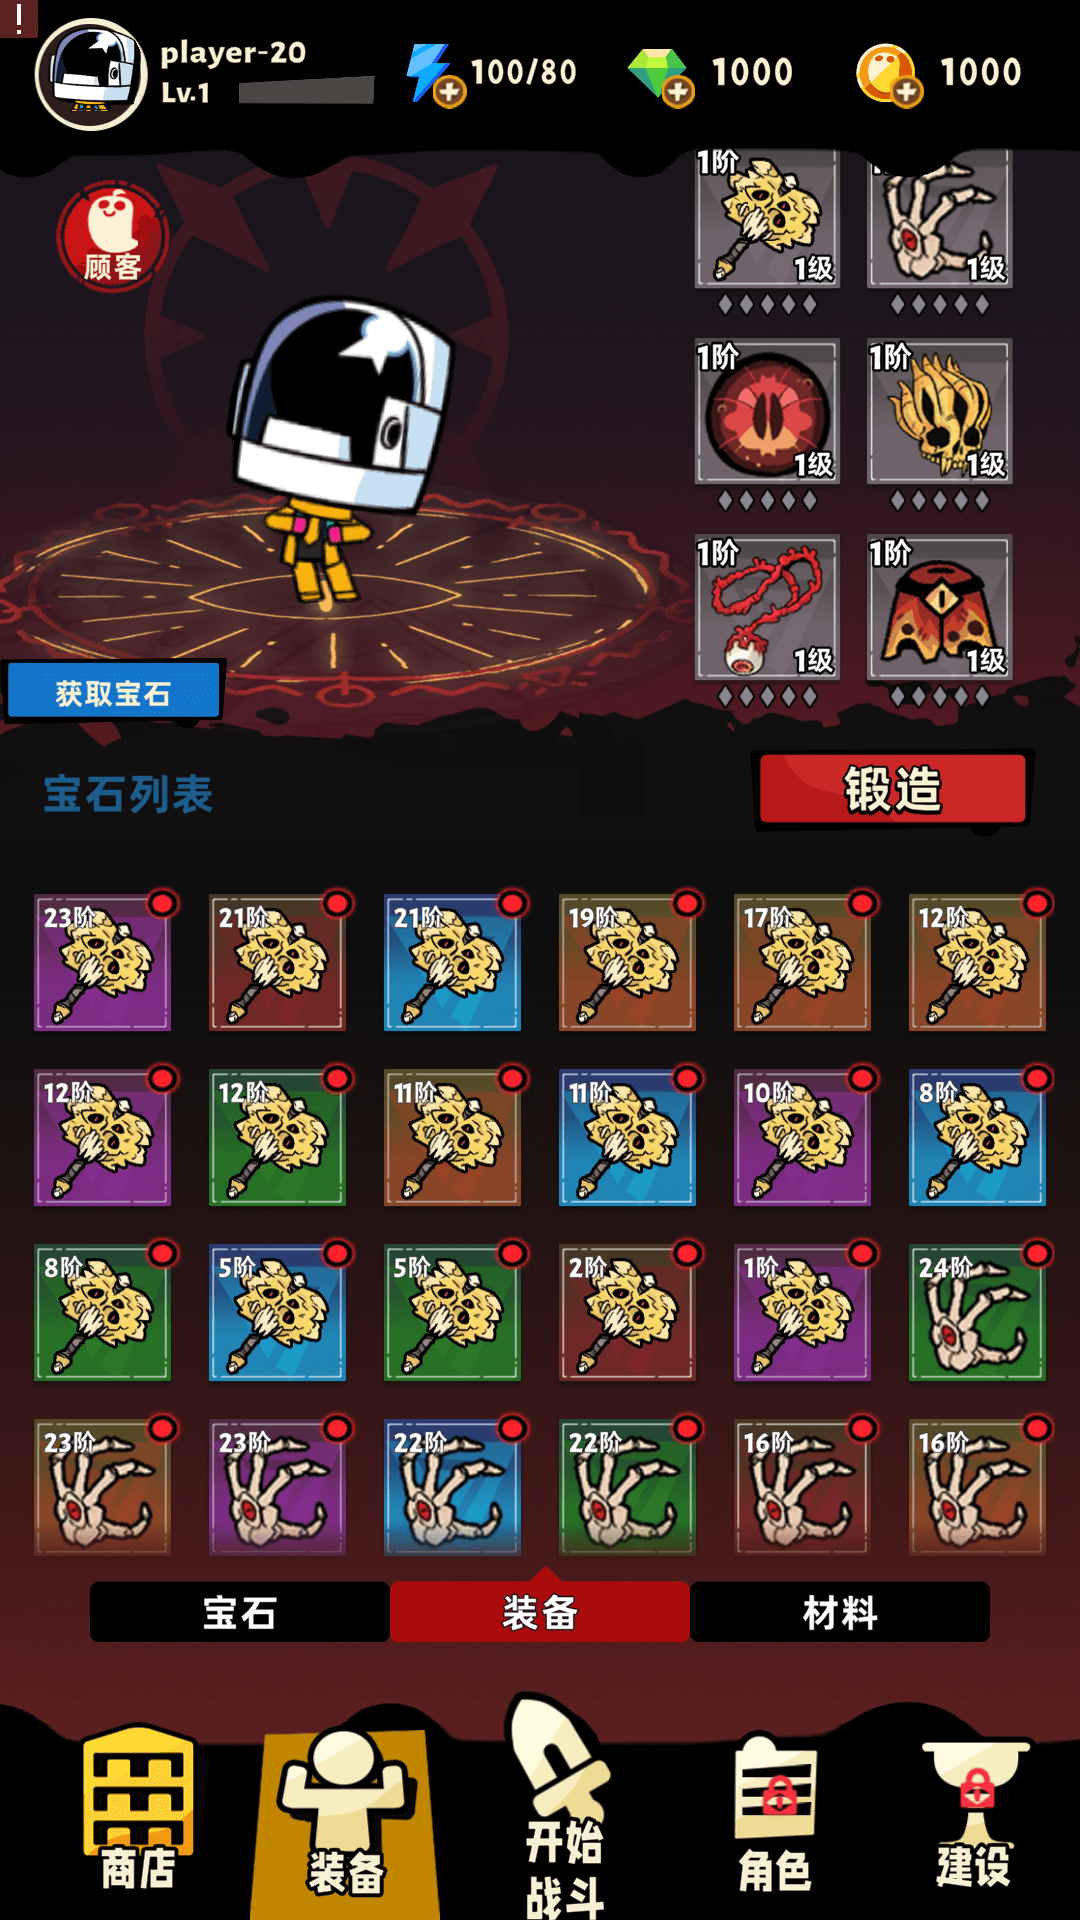 !
player-20
Lv.1
100/80
1000
1000
顾客
1阶
1级
1级
1阶
1级
1阶
1级
1阶
1级
1阶
1级
获取宝石
宝石列表
锻造
23阶
21阶
21阶
19阶
17阶
12阶
12阶
12阶
11阶
11阶
10阶
8阶
8阶
5阶
5阶
2阶
1阶
24阶
23阶
23阶
22阶
22阶
16阶
16阶
宝石
装备
材料
商店
装备
开始
战斗
角色
建设